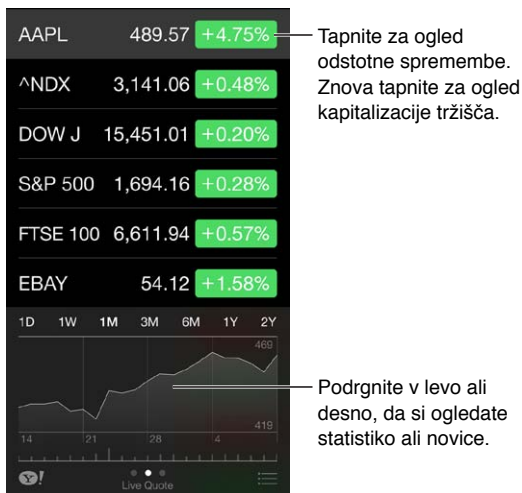 AAPL 489.57 +4.75%
^NDX 3,141.06 +0.48%
DOW J 15,451.01 +0.20%
S&P 500 1,694.16 +0.28%
FTSE 100 6,611.94 +0.57%
EBAY 54.12 +1.58%
1D 1W 1M 3M 6M 1Y 2Y
469
419
14 21 28 4
Y!
Live Quote
Tapnite za ogled
odstotne spremembe.
Znova tapnite za ogled
kapitalizacije tržišča.
Podrgnite v levo ali
desno, da si ogledate
statistiko ali novice.